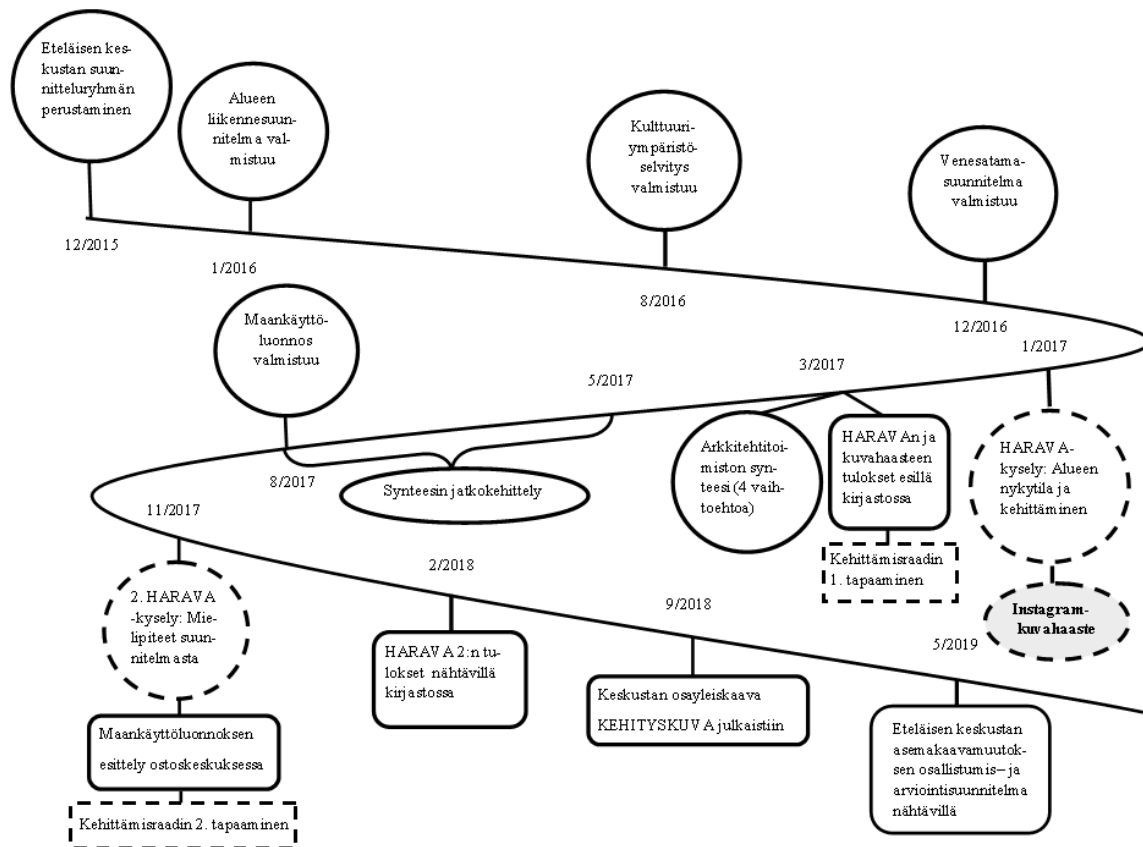 Eteläisen kes-
kustan suun-
nitteluryhmän
perustaminen
12/2015
Alueen
liikennesuun-
nitelma val-
mistuu
1/2016
Kulttuuri-
ympäristö-
selvitys
valmistuu
8/2016
Venesatama-
suunnitelma
valmistuu
12/2016
1/2017
HARAVA-
kysely: Alueen
nykytila ja
kehittäminen
Instagram-
kuvahaaste
3/2017
Arkkitehtitoi-
miston syn-
teesi (4 vaih-
toehtoa)
HARAVAn ja
kuvahaasteen
tulokset esillä
kirjastossa
Kehittämisraadin
1. tapaaminen
5/2017
Synteesin jatkokehittely
Maankäyttö-
luonnos
valmistuu
8/2017
11/2017
2. HARAVA
-kysely: Mie-
lipiteet suun-
nitelmasta
Maankäyttöluonnoksen
esittely ostoskeskuksessa
Kehittämisraadin 2. tapaaminen
2/2018
HARAVA 2:n tu-
lokset nähtävillä
kirjastossa
9/2018
Keskustan osayleiskaava
KEHITYSKUVA julkaistiin
5/2019
Eteläisen keskustan
asemakaavamuutok-
sen osallistumis– ja
arviointisuunnitelma
nähtävillä